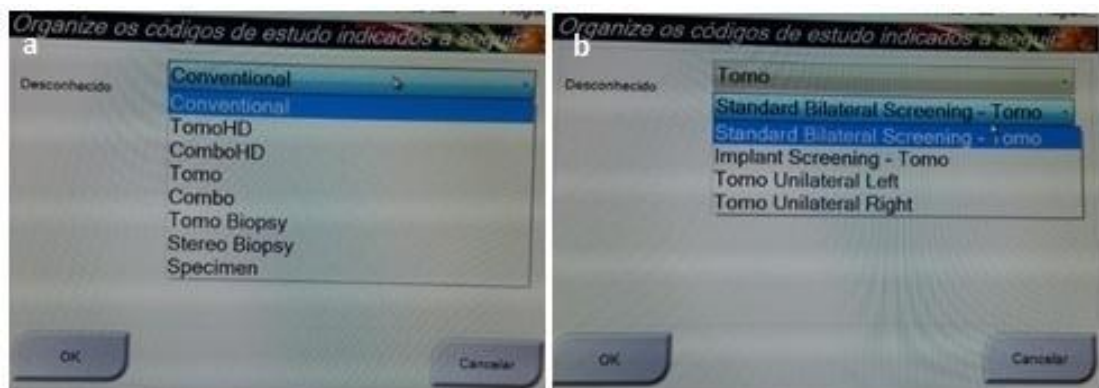 a
Organize os códigos de estudo indicados a seguir
Desconhecido
Conventional
Conventional
TomoHD
ComboHD
Tomo
Combo
Tomo Biopsy
Stereo Biopsy
Specimen
OK
Cancelar
b
Organize os códigos de estudo indicados a seguir
Desconhecido
Tomo
Standard Bilateral Screening - Tomo
Standard Bilateral Screening - Tomo
Implant Screening - Tomo
Tomo Unilateral Left
Tomo Unilateral Right
OK
Cancelar